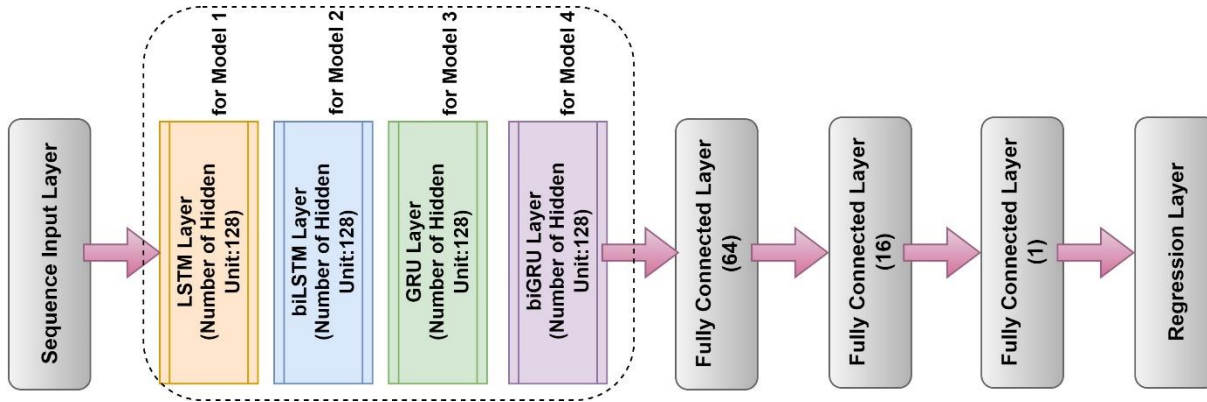 Sequence Input Layer
LSTM Layer
(Number of Hidden
Unit:128)
for Model 1
biLSTM Layer
(Number of Hidden
Unit:128)
for Model 2
GRU Layer
(Number of Hidden
Unit:128)
for Model 3
biGRU Layer
(Number of Hidden
Unit:128)
for Model 4
Fully Connected Layer
(64)
Fully Connected Layer
(16)
Fully Connected Layer
(1)
Regression Layer